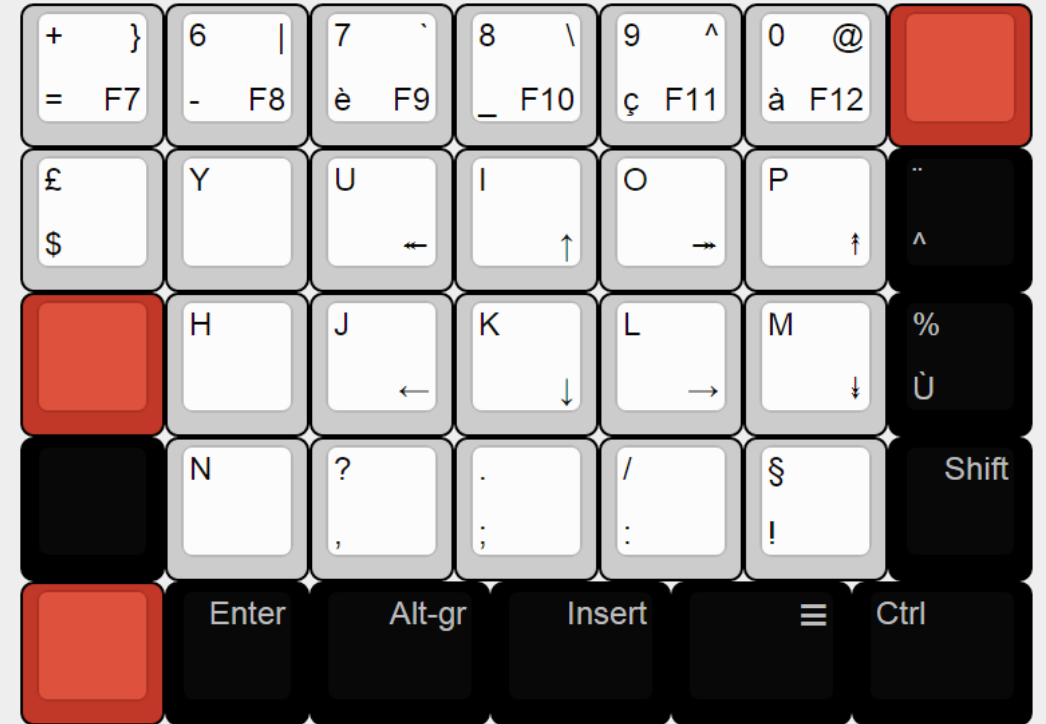 + } 6 | 7 ` 8 \ 9 ^ 0 @
= F7 - F8 è F9 _ F10 ç F11 à F12
£ Y U I O P ¨
$ ↞ ↑ ↠ ↟ ^
H J K L M %
← ↓ → ↡ Ù
N ? . / § Shift
, ; : !
Enter Alt-gr Insert ☰ Ctrl